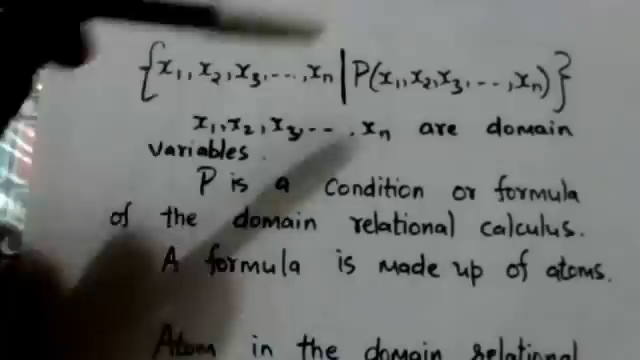 {x₁, x₂, x₃, ..., xₙ | P(x₁, x₂, x₃, ..., xₙ)}
x₁, x₂, x₃, ... , xₙ are domain
variables.
P is a condition or formula
of the domain relational calculus.
A formula is made up of atoms.
Atom in the domain relational